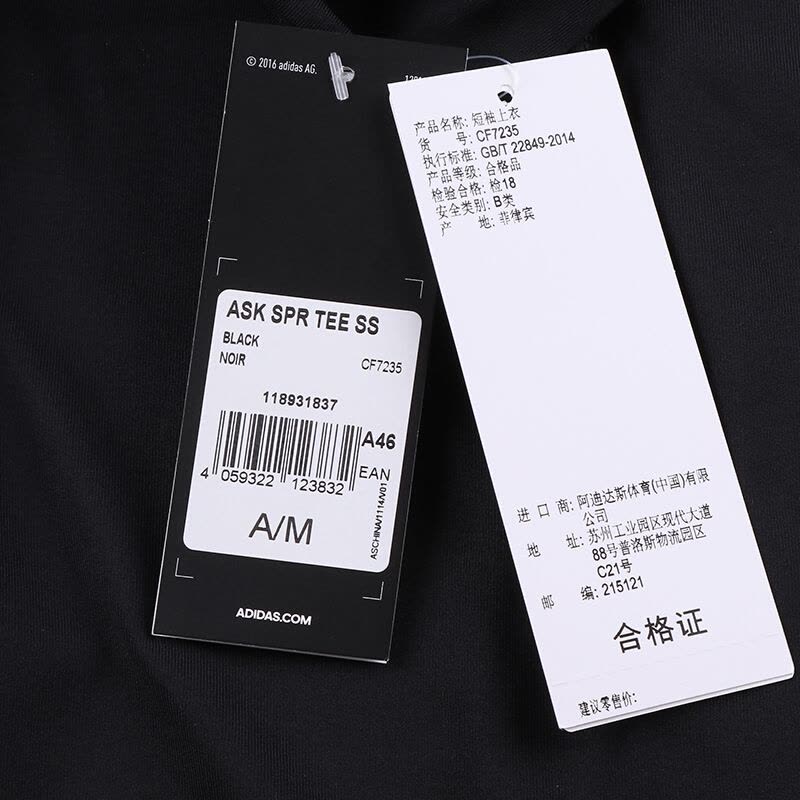 © 2016 adidas AG.
ASK SPR TEE SS
BLACK
NOIR
CF7235
118931837
A46
EAN
4 059322 123832
ASCHINA/1114/V01
A/M
ADIDAS.COM
产品名称: 短袖上衣
货 号: CF7235
执行标准: GB/T 22849-2014
产品等级: 合格品
检验合格: 检18
安全类别: B类
产 地: 菲律宾
进 口 商: 阿迪达斯体育(中国)有限
公司
地 址: 苏州工业园区现代大道
88号普洛斯物流园区
C21号
邮 编: 215121
合格证
建议零售价: